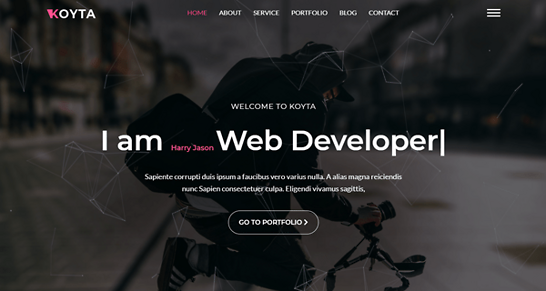 KOYTA
HOME ABOUT SERVICE PORTFOLIO BLOG CONTACT
WELCOME TO KOYTA
I am Harry Jason Web Developer|
Sapiente corrupti duis ipsum a faucibus vero varius nulla. A alias magna reiciendis
nunc Sapien consectetuer culpa. Eligendi vivamus sagittis,
GO TO PORTFOLIO >